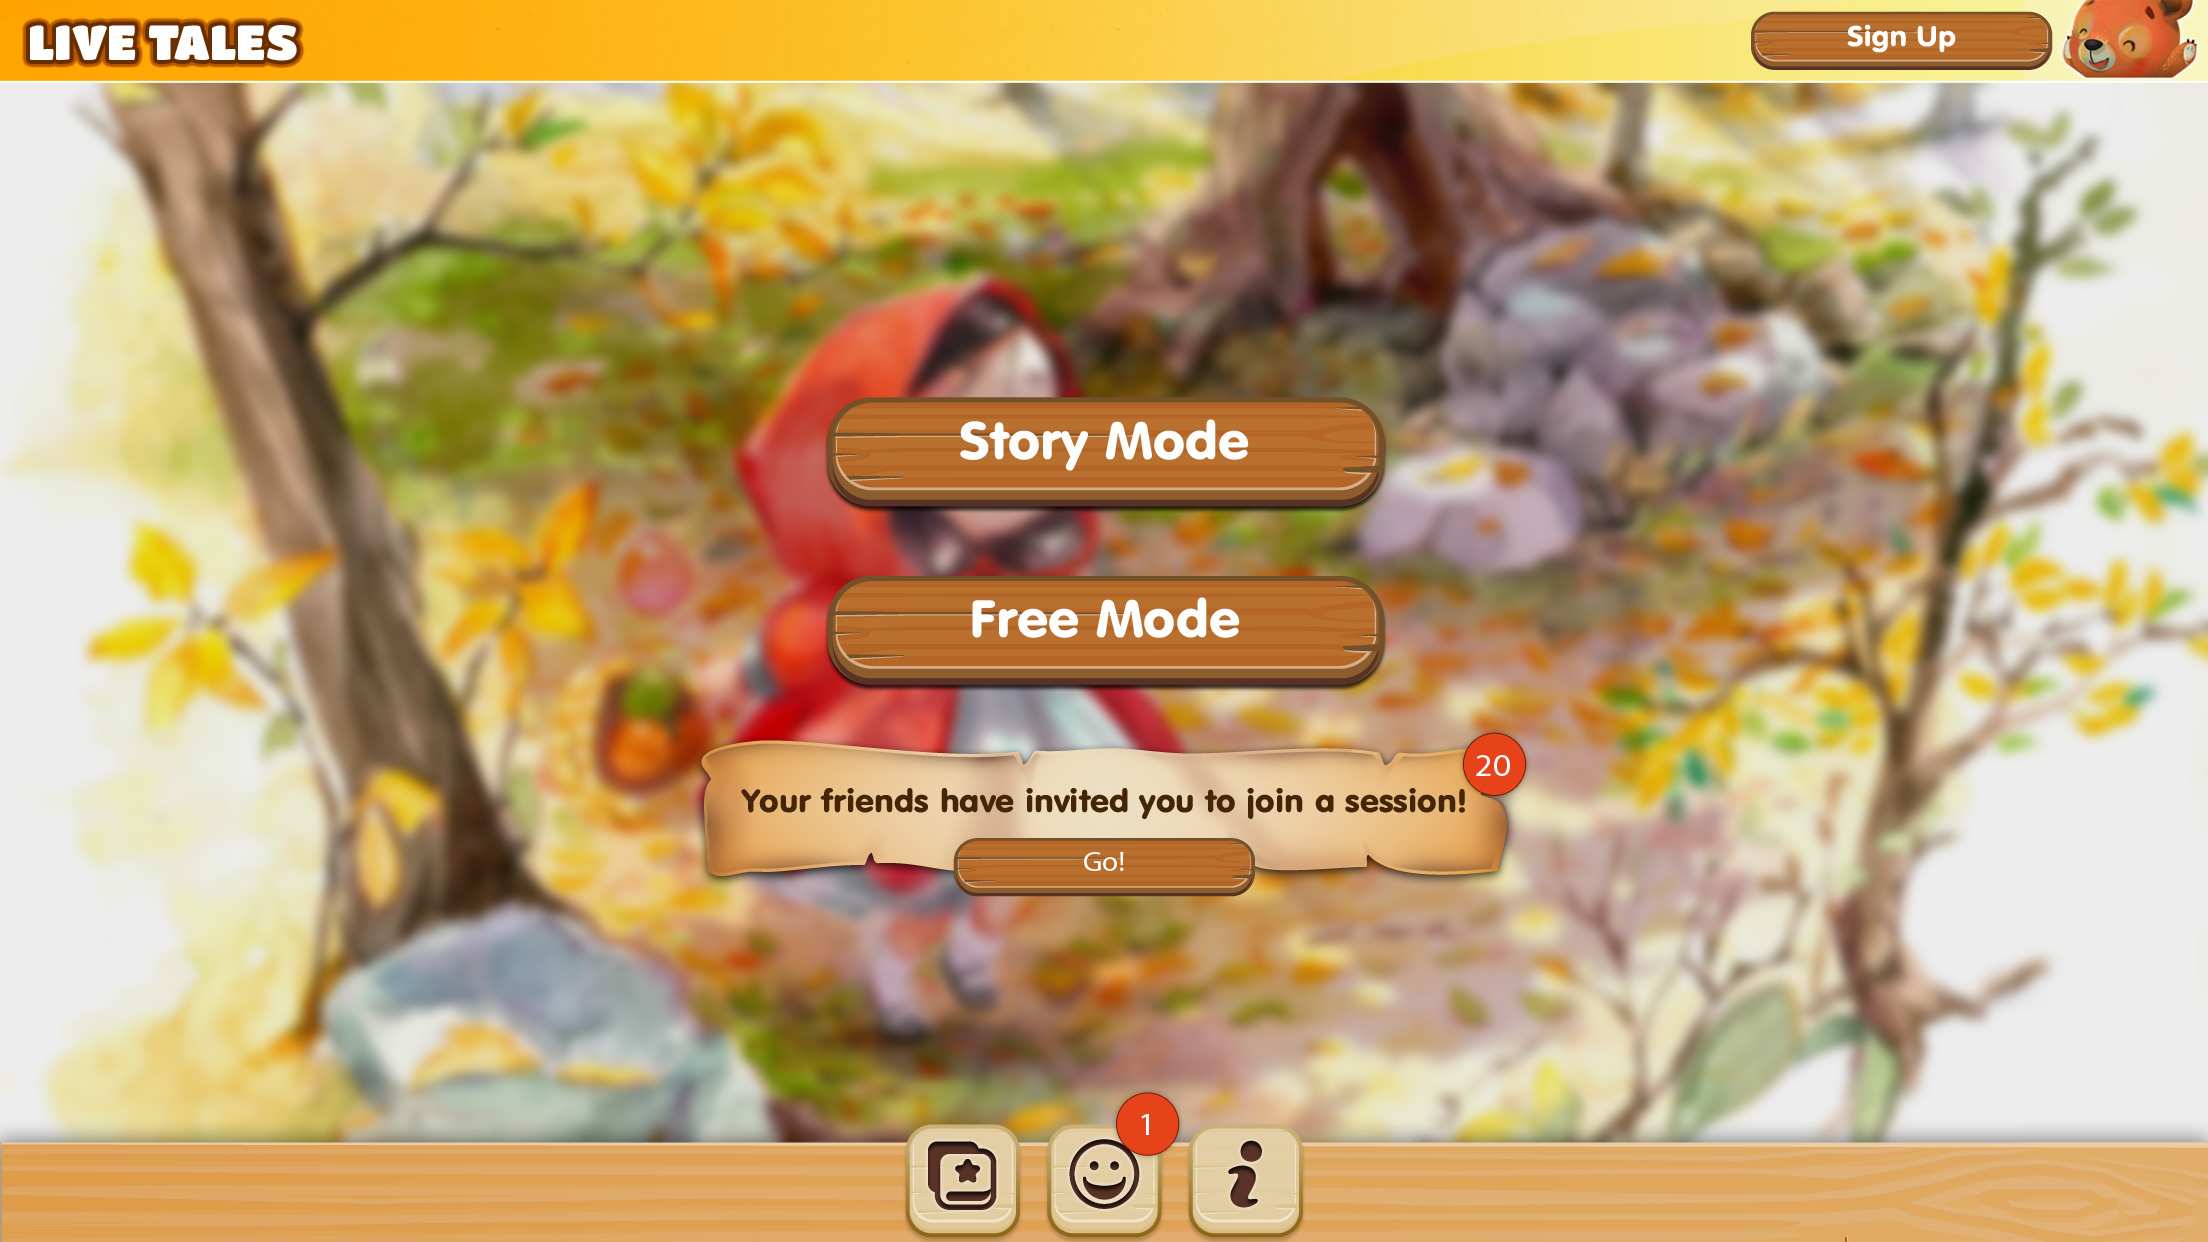 LIVE TALES
Sign Up
Story Mode
Free Mode
20
Your friends have invited you to join a session!
Go!
1